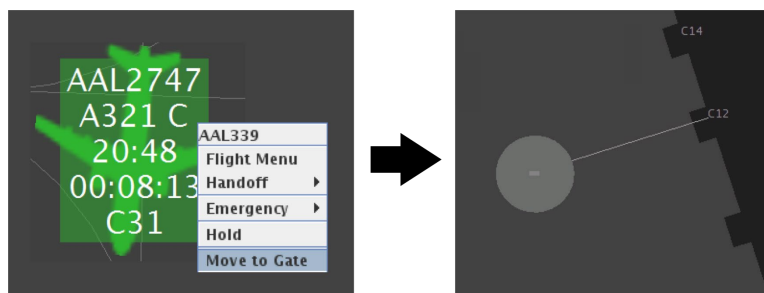 AAL2747
A321 C
20:48
00:08:13
C31
AAL339
Flight Menu
Handoff
Emergency
Hold
Move to Gate
C14
C12